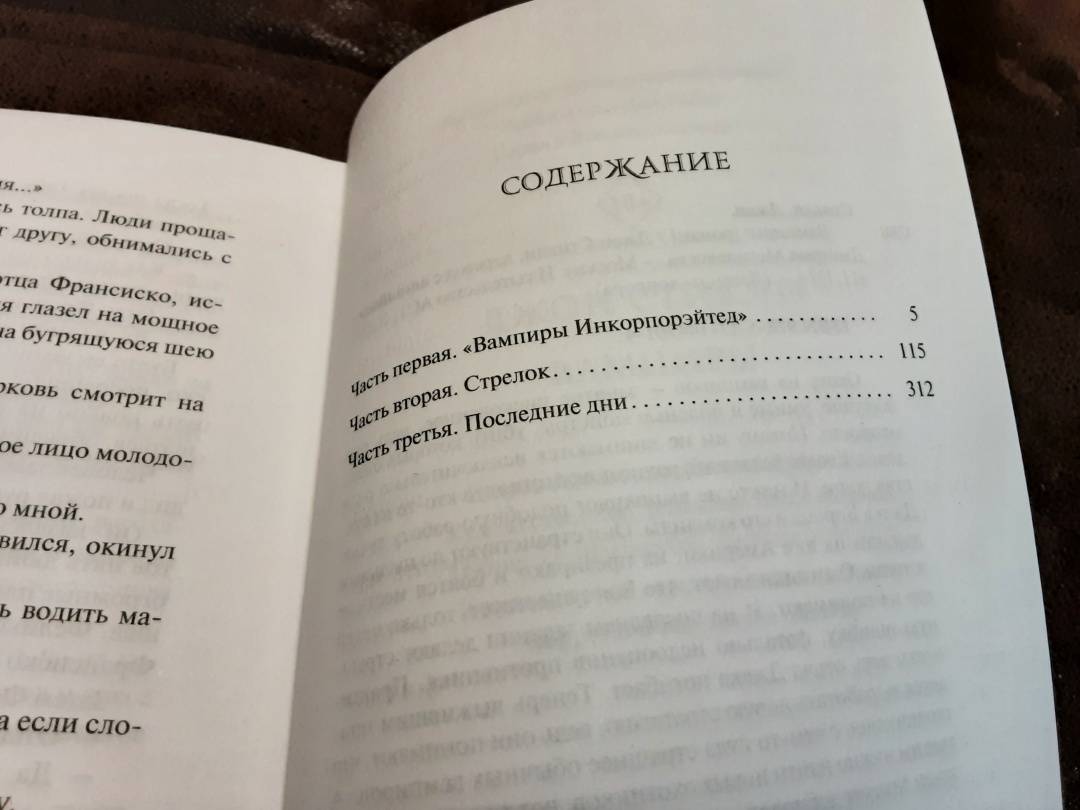 я...»
сь толпа. Люди проща-
г другу, обнимались с
отца Франсиско, ис-
я глазел на мощное
на бугрящуюся шею
рковь смотрит на
ое лицо молодо-
о мной.
вился, окинул
ь водить ма-
а если сло-
у.
СОДЕРЖАНИЕ
Часть первая. «Вампиры Инкорпорэйтед» ............ 5
Часть вторая. Стрелок................................ 115
Часть третья. Последние дни ........................ 312